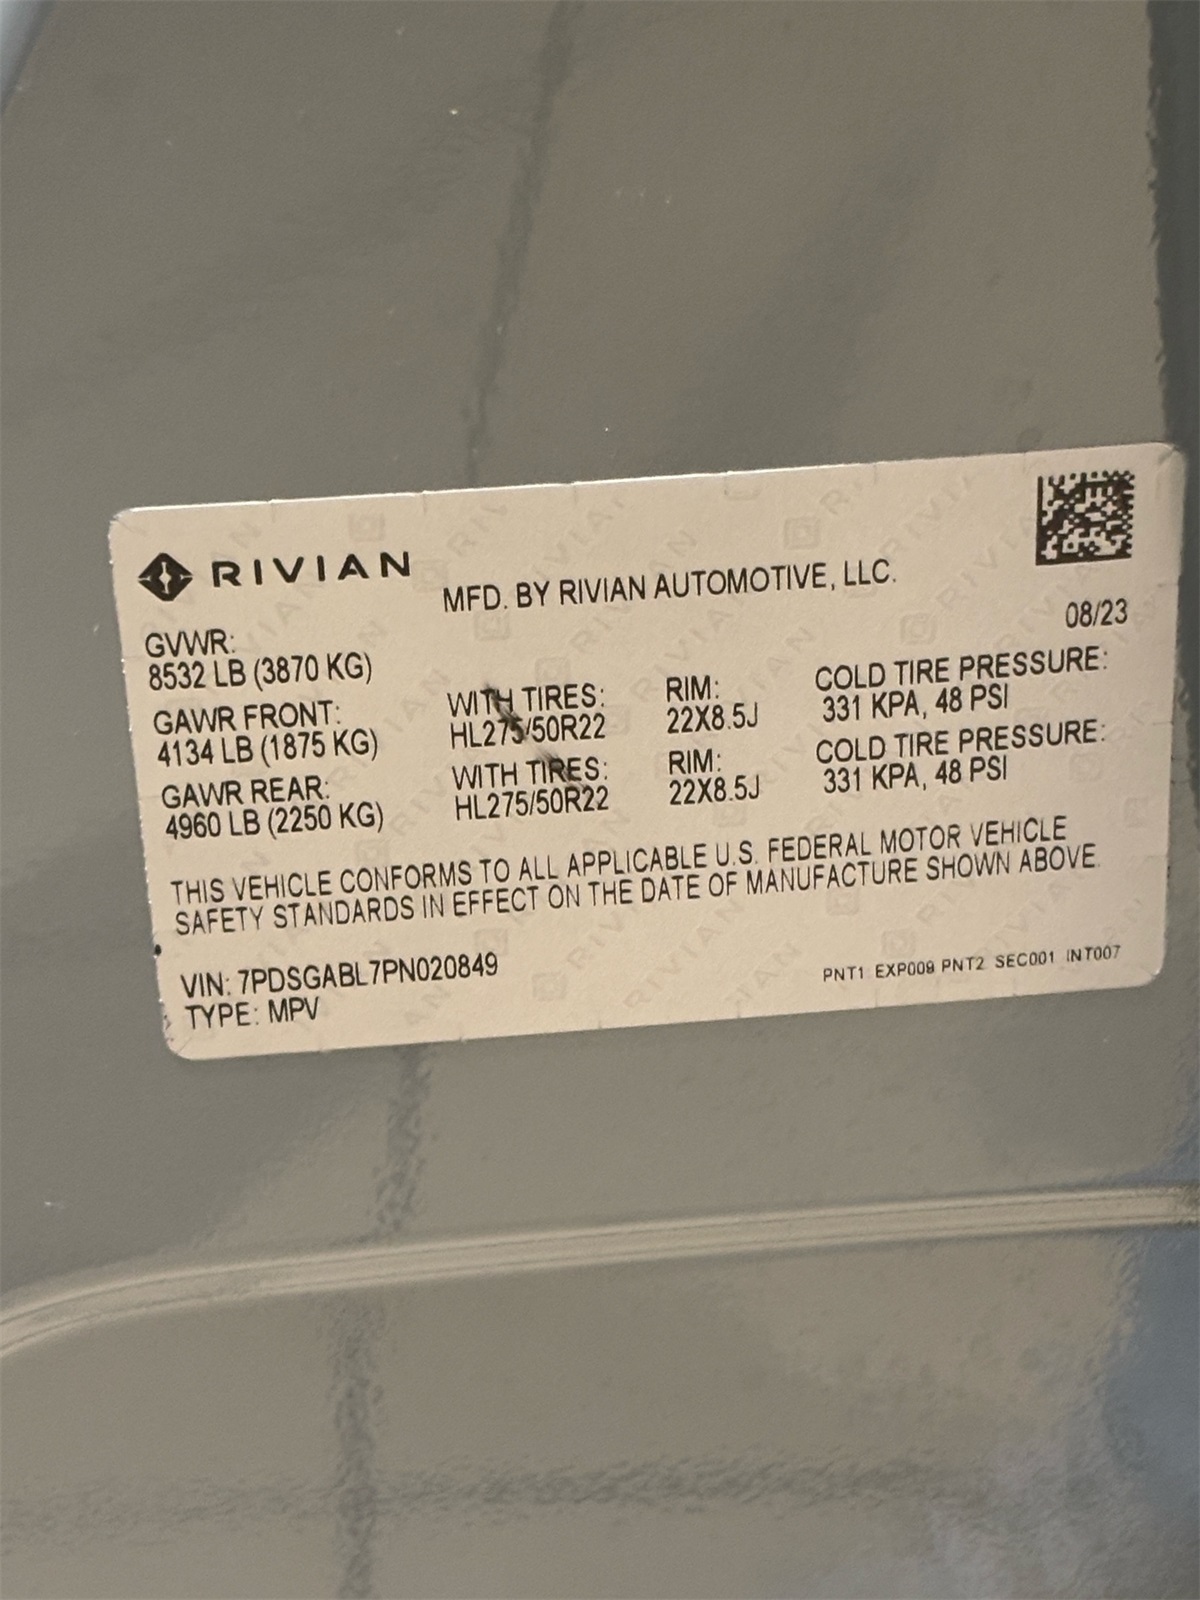 RIVIAN
MFD. BY RIVIAN AUTOMOTIVE, LLC.
08/23
GVWR:
8532 LB (3870 KG)
GAWR FRONT:
4134 LB (1875 KG)
WITH TIRES:
HL275/50R22
RIM:
22X8.5J
COLD TIRE PRESSURE:
331 KPA, 48 PSI
GAWR REAR:
4960 LB (2250 KG)
WITH TIRES:
HL275/50R22
RIM:
22X8.5J
COLD TIRE PRESSURE:
331 KPA, 48 PSI
THIS VEHICLE CONFORMS TO ALL APPLICABLE U.S. FEDERAL MOTOR VEHICLE
SAFETY STANDARDS IN EFFECT ON THE DATE OF MANUFACTURE SHOWN ABOVE.
VIN: 7PDSGABL7PN020849
TYPE: MPV
PNT1 EXP009 PNT2 SEC001 INT007